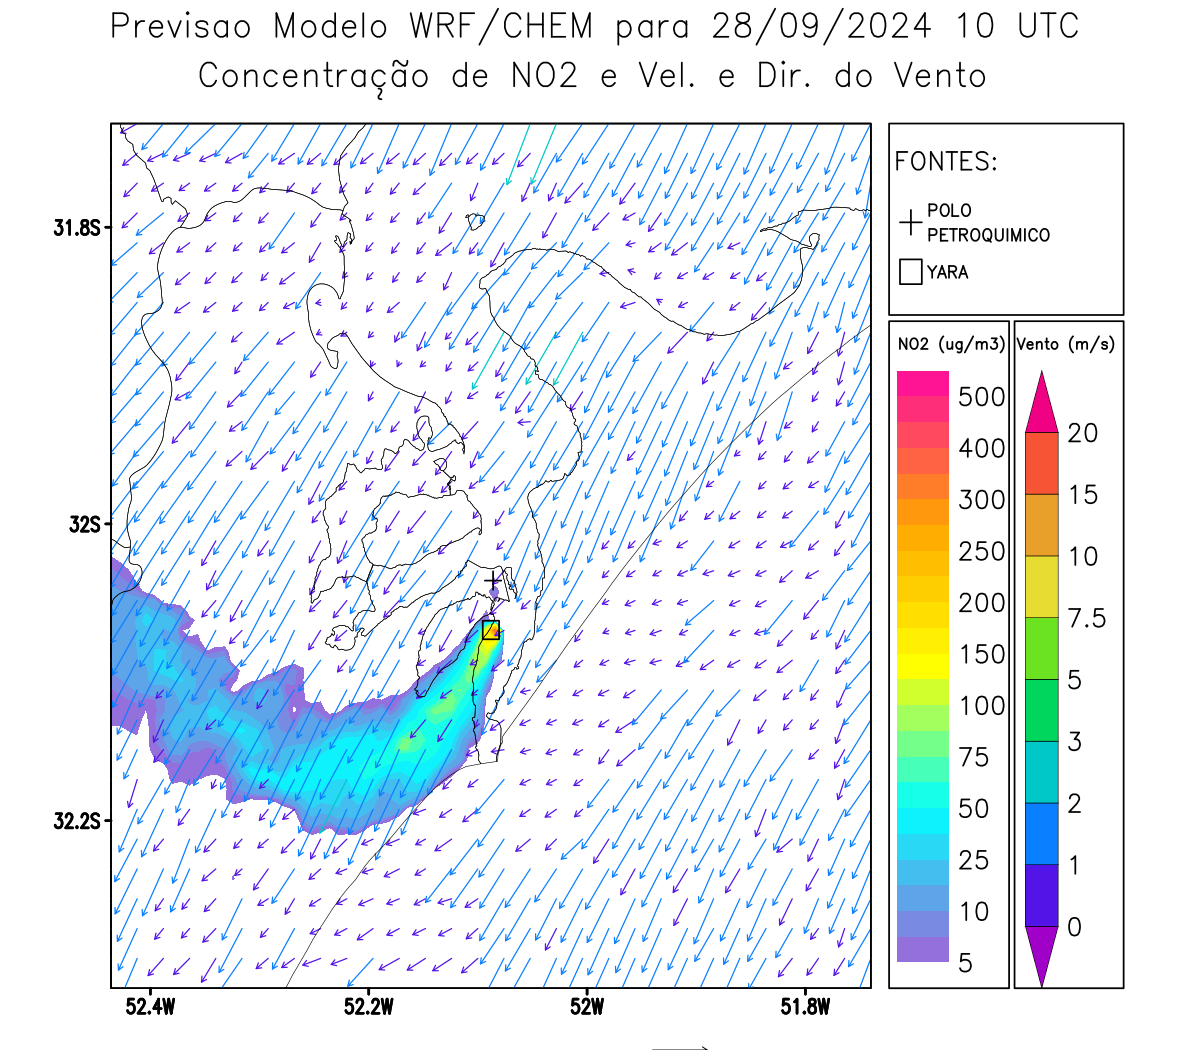 Previsao Modelo WRF/CHEM para 28/09/2024 10 UTC
Concentração de NO2 e Vel. e Dir. do Vento
FONTES:
POLO
PETROQUIMICO
YARA
NO2 (ug/m3)
500
400
300
250
200
150
100
75
50
25
10
5
Vento (m/s)
20
15
10
7.5
5
3
2
1
0
31.8S
32S
32.2S
52.4W
52.2W
52W
51.8W